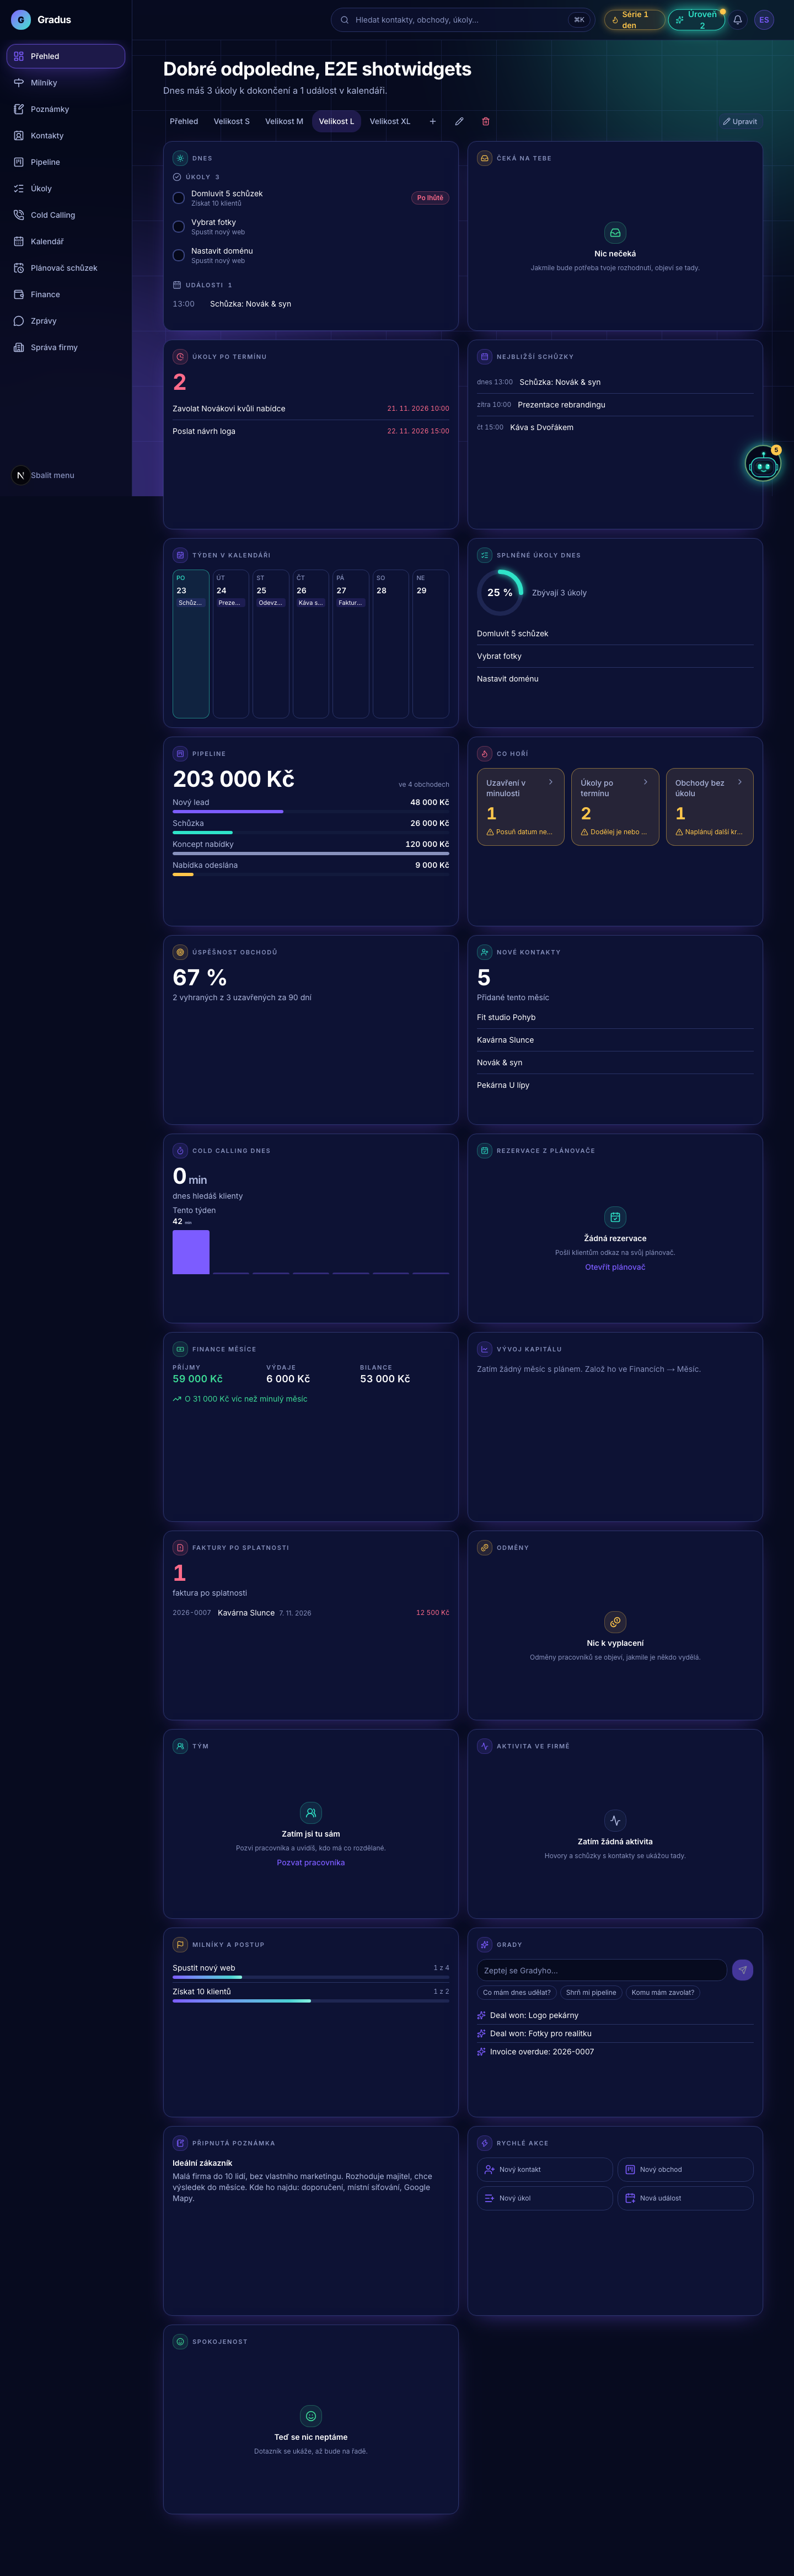 G Gradus
Hledat kontakty, obchody, úkoly...
⌘K
Série 1 den
Úroveň 2
ES
Přehled
Milníky
Poznámky
Kontakty
Pipeline
Úkoly
Cold Calling
Kalendář
Plánovač schůzek
Finance
Zprávy
Správa firmy
N
Sbalit menu
Dobré odpoledne, E2E shotwidgets
Dnes máš 3 úkoly k dokončení a 1 událost v kalendáři.
Přehled
Velikost S
Velikost M
Velikost L
Velikost XL
Upravit
5
DNES
ÚKOLY 3
Domluvit 5 schůzek
Získat 10 klientů
Po lhůtě
Vybrat fotky
Spustit nový web
Nastavit doménu
Spustit nový web
UDÁLOSTI 1
13:00 Schůzka: Novák & syn
ČEKÁ NA TEBE
Nic nečeká
Jakmile bude potřeba tvoje rozhodnutí, objeví se tady.
ÚKOLY PO TERMÍNU
2
Zavolat Novákovi kvůli nabídce 21. 11. 2026 10:00
Poslat návrh loga 22. 11. 2026 15:00
NEJBLIŽŠÍ SCHŮZKY
dnes 13:00 Schůzka: Novák & syn
zítra 10:00 Prezentace rebrandingu
čt 15:00 Káva s Dvořákem
TÝDEN V KALENDÁŘI
PO ÚT ST ČT PÁ SO NE
23 24 25 26 27 28 29
Schůz... Preze... Odevz... Káva s... Faktur...
SPLNĚNÉ ÚKOLY DNES
25 %
Zbývají 3 úkoly
Domluvit 5 schůzek
Vybrat fotky
Nastavit doménu
PIPELINE
203 000 Kč
ve 4 obchodech
Nový lead 48 000 Kč
Schůzka 26 000 Kč
Koncept nabídky 120 000 Kč
Nabídka odeslána 9 000 Kč
CO HOŘÍ
Uzavření v minulosti
1
Posuň datum ne...
Úkoly po termínu
2
Dodělej je nebo ...
Obchody bez úkolu
1
Naplánuj další kr...
ÚSPĚŠNOST OBCHODŮ
67 %
2 vyhraných z 3 uzavřených za 90 dní
NOVÉ KONTAKTY
5
Přidané tento měsíc
Fit studio Pohyb
Kavárna Slunce
Novák & syn
Pekárna U lípy
COLD CALLING DNES
0 min
dnes hledáš klienty
Tento týden
42
REZERVACE Z PLÁNOVAČE
Žádná rezervace
Pošli klientům odkaz na svůj plánovač.
Otevřít plánovač
FINANCE MĚSÍCE
PŘÍJMY VÝDAJE BILANCE
59 000 Kč 6 000 Kč 53 000 Kč
O 31 000 Kč víc než minulý měsíc
VÝVOJ KAPITÁLU
Zatím žádný měsíc s plánem. Založ ho ve Financích → Měsíc.
FAKTURY PO SPLATNOSTI
1
faktura po splatnosti
2026-0007 Kavárna Slunce 7. 11. 2026 12 500 Kč
ODMĚNY
Nic k vyplacení
Odměny pracovníků se objeví, jakmile je někdo vydělá.
TÝM
Zatím jsi tu sám
Pozvi pracovníka a uvidíš, kdo má co rozdělané.
Pozvat pracovníka
AKTIVITA VE FIRMĚ
Zatím žádná aktivita
Hovory a schůzky s kontakty se ukážou tady.
MILNÍKY A POSTUP
Spustit nový web 1 z 4
Získat 10 klientů 1 z 2
GRADY
Zeptej se Gradyho...
Co mám dnes udělat?
Shrň mi pipeline
Komu mám zavolat?
Deal won: Logo pekárny
Deal won: Fotky pro realitku
Invoice overdue: 2026-0007
PŘIPNUTÁ POZNÁMKA
Ideální zákazník
Malá firma do 10 lidí, bez vlastního marketingu. Rozhoduje majitel, chce
výsledek do měsíce. Kde ho najdu: doporučení, místní síťování, Google
Mapy.
RYCHLÉ AKCE
Nový kontakt
Nový obchod
Nový úkol
Nová událost
SPOKOJENOST
Teď se nic neptáme
Dotazník se ukáže, až bude na řadě.